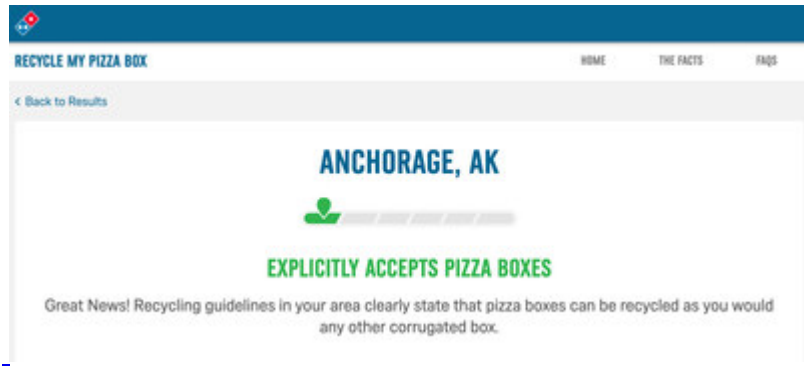 RECYCLE MY PIZZA BOX
HOME THE FACTS FAQS
< Back to Results
ANCHORAGE, AK
EXPLICITLY ACCEPTS PIZZA BOXES
Great News! Recycling guidelines in your area clearly state that pizza boxes can be recycled as you would
any other corrugated box.